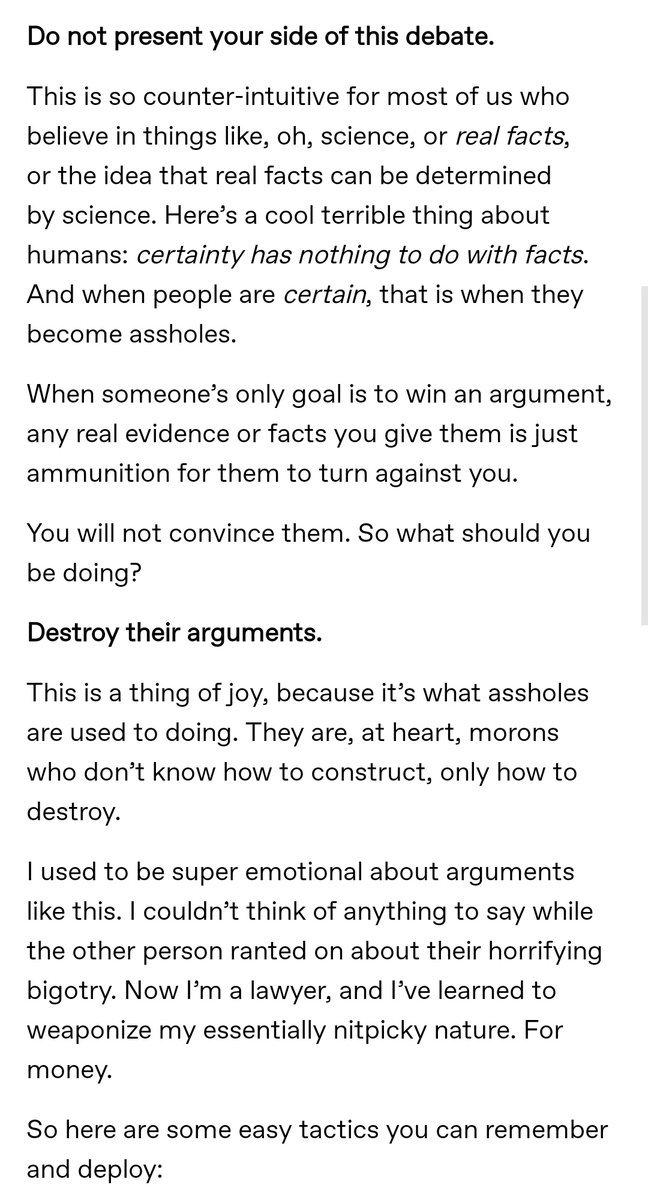 Do not present your side of this debate.
This is so counter-intuitive for most of us who
believe in things like, oh, science, or real facts,
or the idea that real facts can be determined
by science. Here’s a cool terrible thing about
humans: certainty has nothing to do with facts.
And when people are certain, that is when they
become assholes.
When someone’s only goal is to win an argument,
any real evidence or facts you give them is just
ammunition for them to turn against you.
You will not convince them. So what should you
be doing?
Destroy their arguments.
This is a thing of joy, because it’s what assholes
are used to doing. They are, at heart, morons
who don’t know how to construct, only how to
destroy.
I used to be super emotional about arguments
like this. I couldn’t think of anything to say while
the other person ranted on about their horrifying
bigotry. Now I’m a lawyer, and I’ve learned to
weaponize my essentially nitpicky nature. For
money.
So here are some easy tactics you can remember
and deploy: